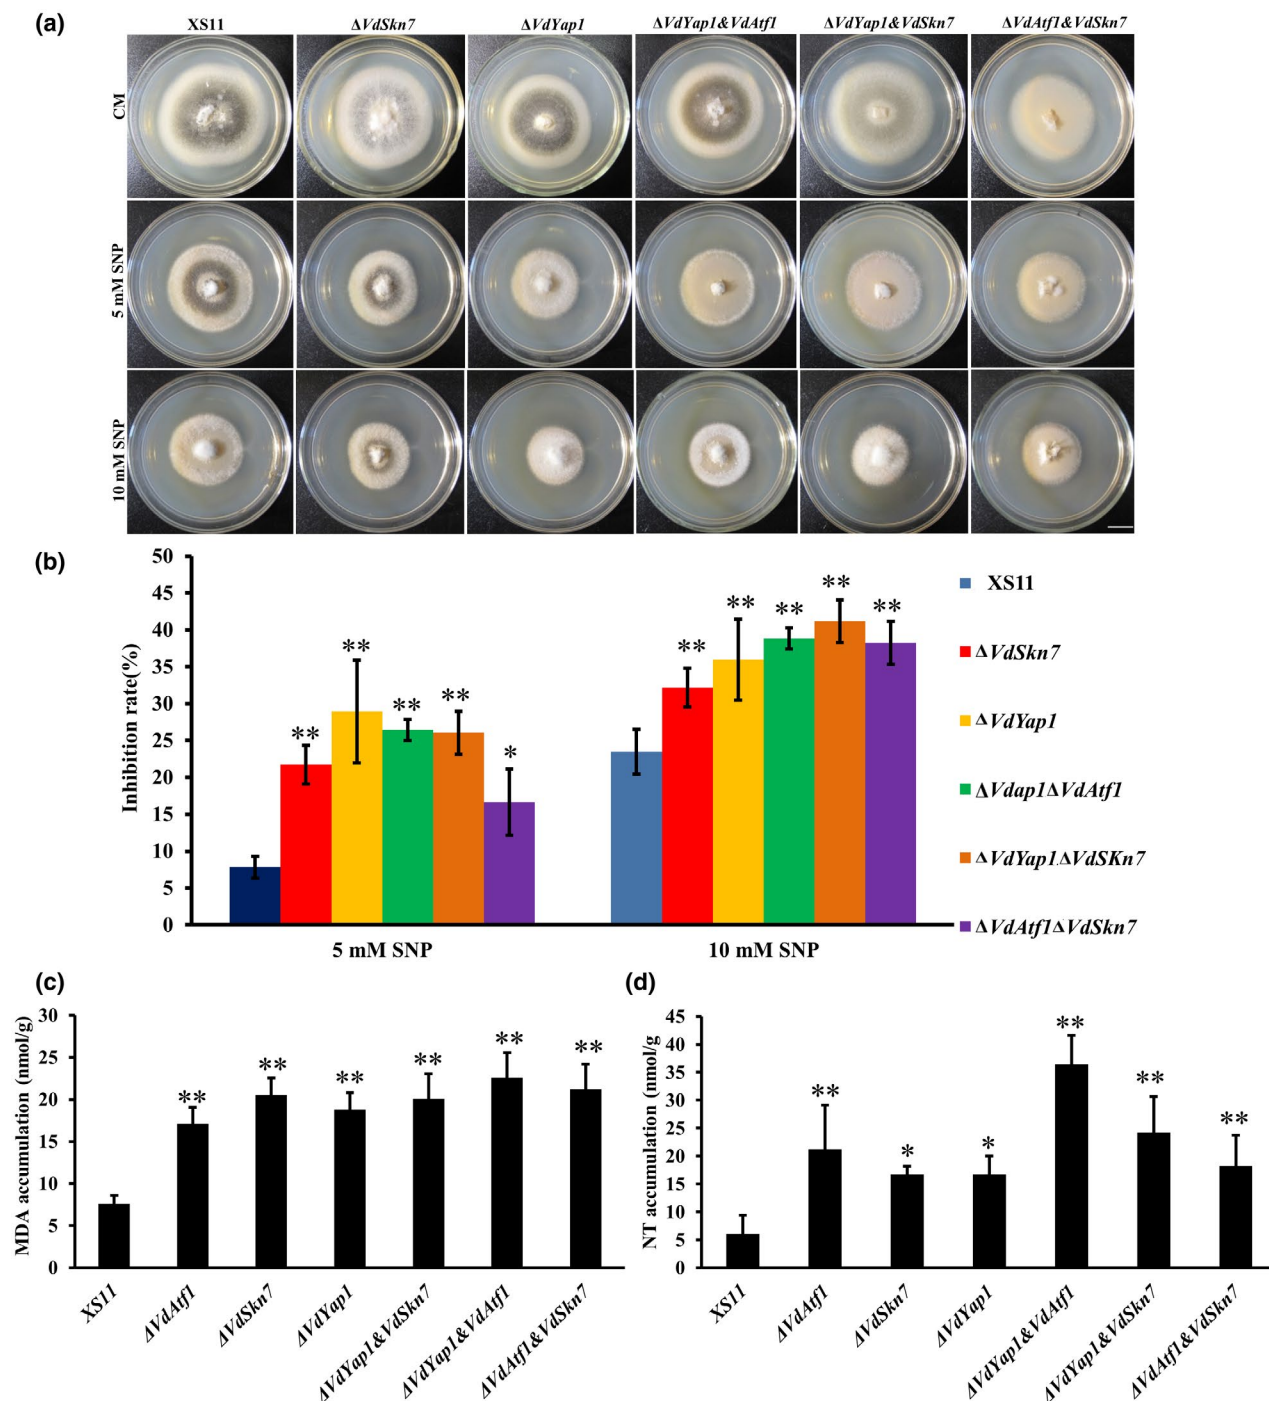 (a)
XS11 ΔVdSkn7 ΔVdYap1 ΔVdYap1&VdAtf1 ΔVdYap1&VdSkn7 ΔVdAtf1&VdSkn7
CM
5 mM SNP
10 mM SNP
(b)
Inhibition rate(%)
50
45
40
35
30
25
20
15
10
5
0
** ** ** ** *
** ** ** ** **
5 mM SNP 10 mM SNP
XS11
ΔVdSkn7
ΔVdYap1
ΔVdap1ΔVdAtf1
ΔVdYap1ΔVdSKn7
ΔVdAtf1ΔVdSkn7
(c)
MDA accumulation (nmol/g)
30
25
20
15
10
5
0
** ** ** ** ** **
XS11 ΔVdAtf1 ΔVdSkn7 ΔVdYap1 ΔVdYap1&VdSkn7 ΔVdYap1&VdAtf1 ΔVdAtf1&VdSkn7
(d)
NT accumulation (nmol/g
45
40
35
30
25
20
15
10
5
0
** * * ** ** **
XS11 ΔVdAtf1 ΔVdSkn7 ΔVdYap1 ΔVdYap1&VdAtf1 ΔVdYap1&VdSkn7 ΔVdAtf1&VdSkn7